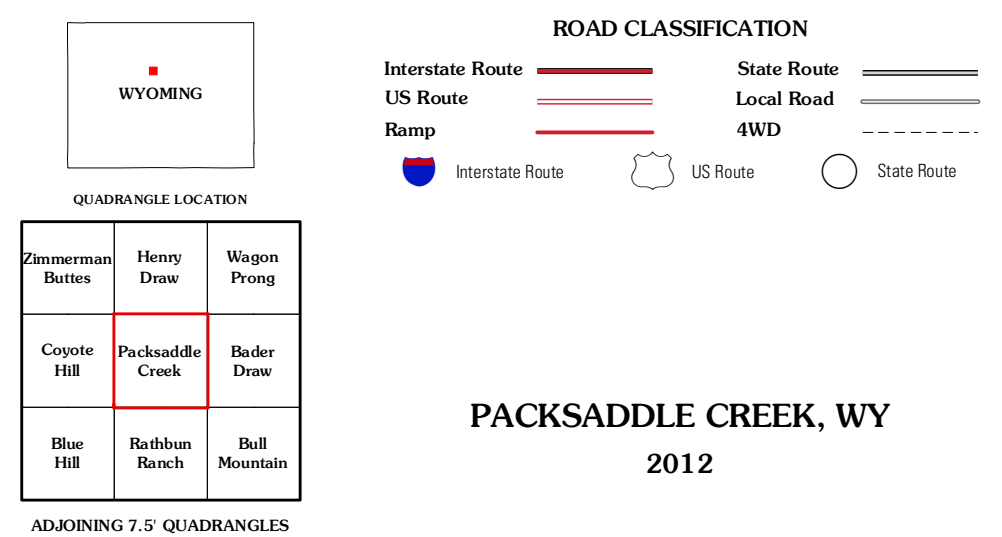 WYOMING
QUADRANGLE LOCATION
Zimmerman
Buttes
Henry
Draw
Wagon
Prong
Coyote
Hill
Packsaddle
Creek
Bader
Draw
Blue
Hill
Rathbun
Ranch
Bull
Mountain
ADJOINING 7.5' QUADRANGLES
ROAD CLASSIFICATION
Interstate Route
State Route
US Route
Local Road
Ramp
4WD
Interstate Route
US Route
State Route
PACKSADDLE CREEK, WY
2012